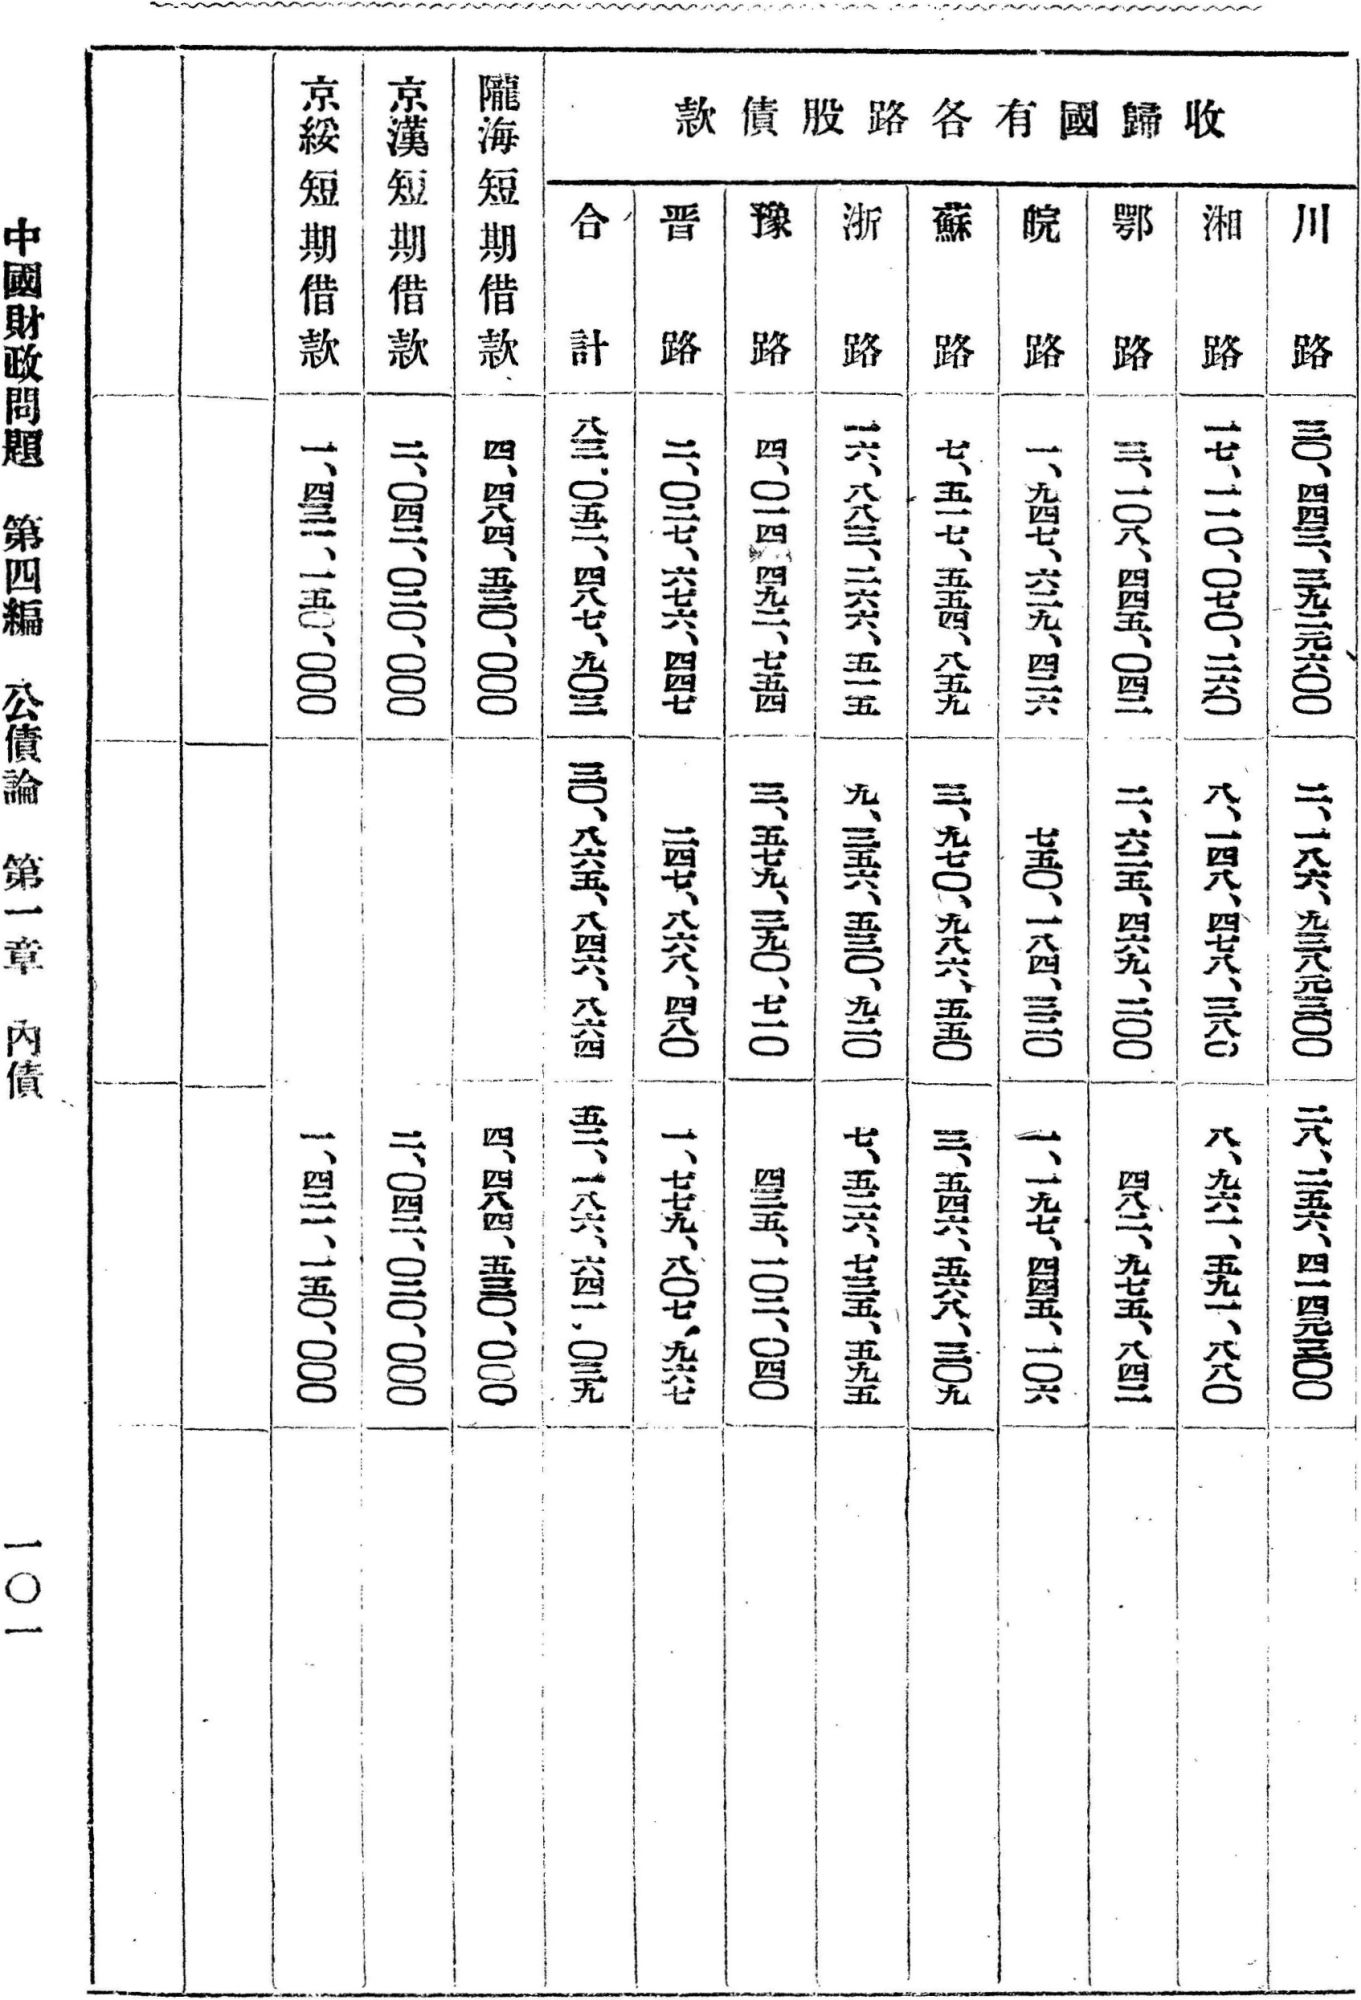 收歸國有各路股債款
川路 三〇、四四三、三九二元六〇〇 二、一八六、九三八元三〇〇 二八、二五六、四一四元三〇〇
湘路 一七、一一〇、〇七〇、二六〇 八、一四八、四七八、三八〇 八、九六一、五九一、八八〇
鄂路 三、一〇八、四四五、〇四二 二、六二五、四六九、二〇〇 四八二、九七五、八四二
皖路 一、九四七、六二九、四二六 七五〇、一八四、三二〇 一、一九七、四四五、一〇六
蘇路 七、五一七、五五四、八五九 三、九七〇、九八六、五五〇 三、五四六、五六八、三〇九
浙路 一六、八八三、二六六、五一五 九、三五六、五三〇、九二〇 七、五二六、七三五、五九五
豫路 四、〇一四、四九二、七五四 三、五七九、三九〇、七一〇 四三五、一〇二、〇四〇
晋路 二、〇二七、六七六、四四七 二四七、八六八、四八〇 一、七七九、八〇七、九六七
合計 八三、〇五二、四八七、九〇三 三〇、八六五、八四六、八六四 五二、一八六、六四一、〇三九
隴海短期借款 四、四八四、五三〇、〇〇〇 四、四八四、五三〇、〇〇〇
京漢短期借款 二、〇四二、〇二〇、〇〇〇 二、〇四二、〇二〇、〇〇〇
京綏短期借款 一、四二一、一五〇、〇〇〇 一、四二一、一五〇、〇〇〇
中國財政問題 第四編 公債論 第一章 內債 一〇一